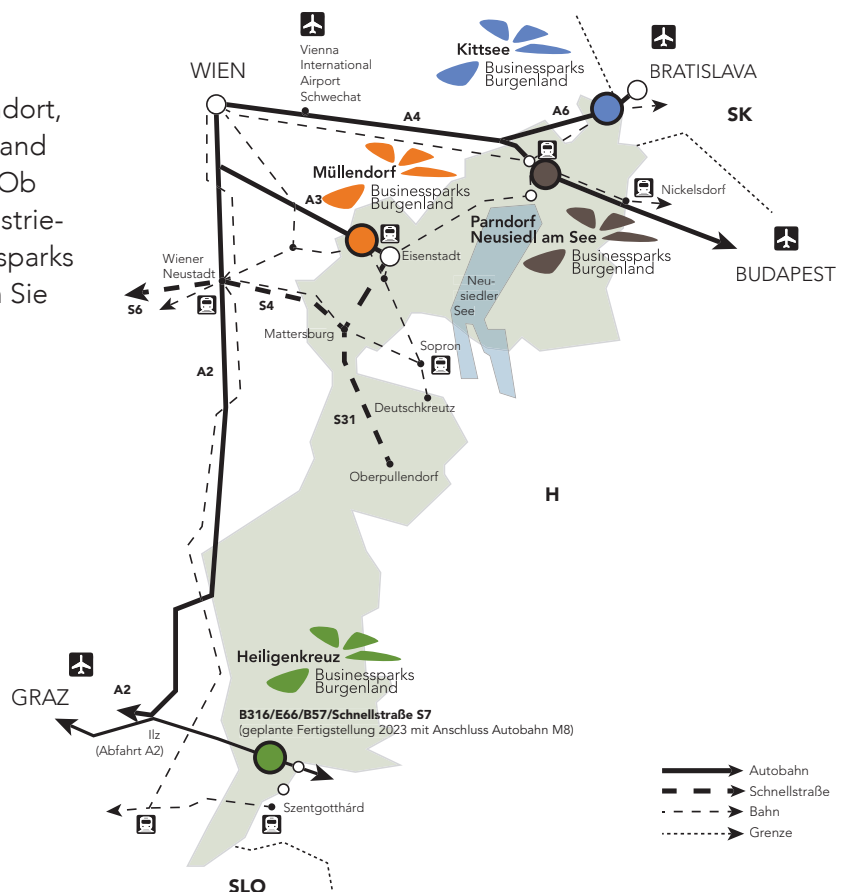 ndort,
and
Ob
strie-
sparks
n Sie
WIEN
Vienna
International
Airport
Schwechat
Kittsee
Businessparks
Burgenland
BRATISLAVA
SK
A4
A6
Müllendorf
Businessparks
Burgenland
A3
Nickelsdorf
Parndorf
Neusiedl am See
Businessparks
Burgenland
BUDAPEST
Eisenstadt
Wiener
Neustadt
S6
S4
Neu-
siedler
See
Mattersburg
Sopron
A2
Deutschkreutz
S31
Oberpullendorf
H
Heiligenkreuz
Businessparks
Burgenland
GRAZ
A2
B316/E66/B57/Schnellstraße S7
(geplante Fertigstellung 2023 mit Anschluss Autobahn M8)
Ilz
(Abfahrt A2)
Szentgotthárd
SLO
Autobahn
Schnellstraße
Bahn
Grenze